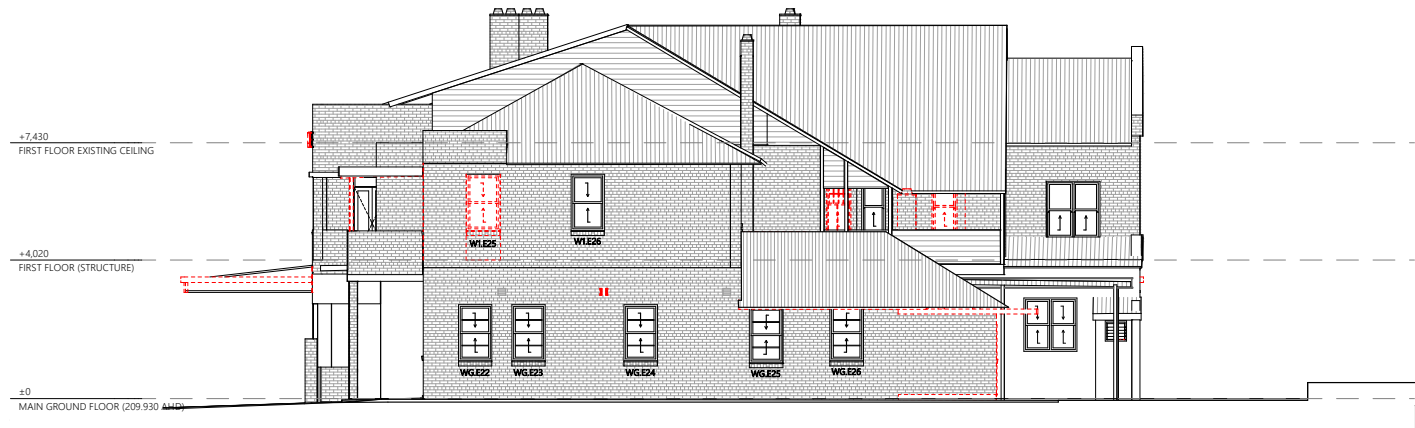 +7,430
FIRST FLOOR EXISTING CEILING
W1.E25
W1.E26
+4,020
FIRST FLOOR (STRUCTURE)
WG.E22
WG.E23
WG.E24
WG.E25
WG.E26
±0
MAIN GROUND FLOOR (209.930 AHD)